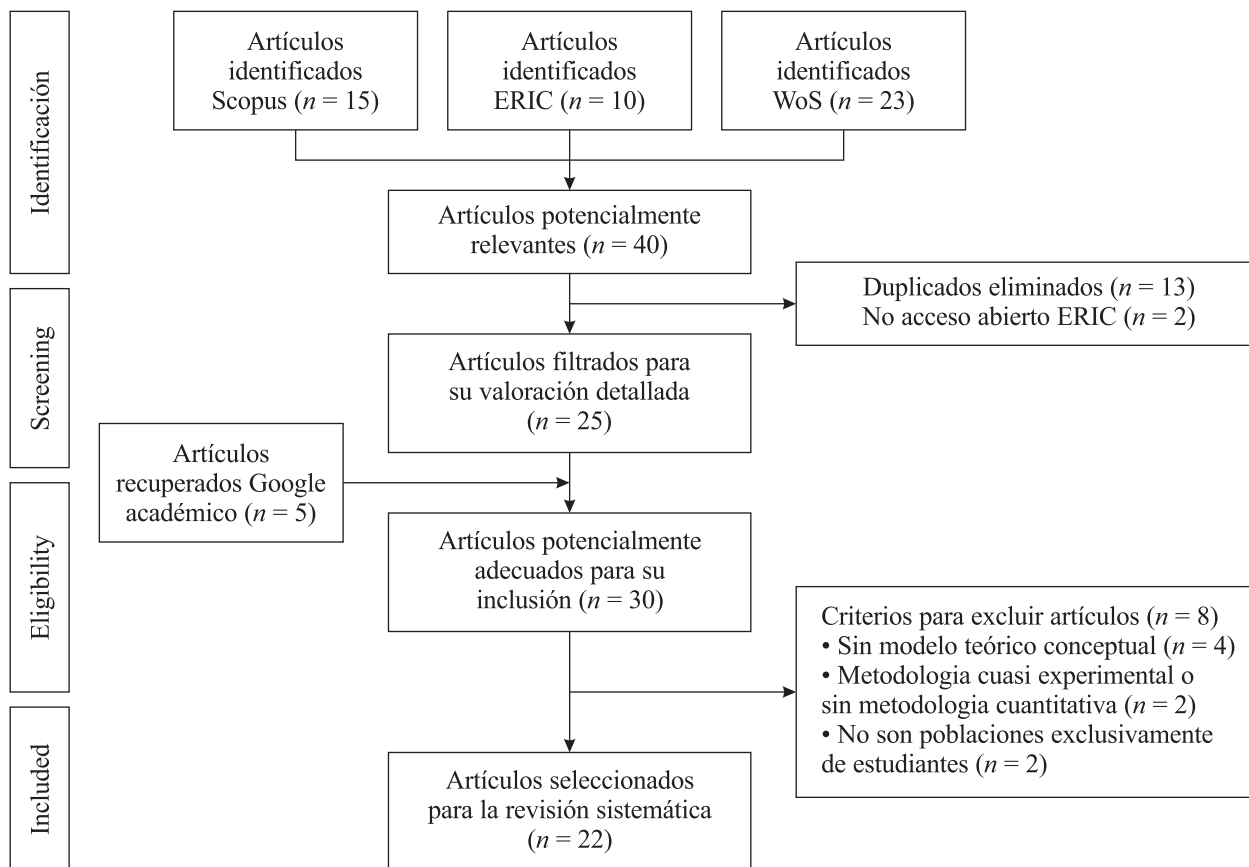 Identificación
Artículos
identificados
Scopus (n = 15)
Artículos
identificados
ERIC (n = 10)
Artículos
identificados
WoS (n = 23)
Artículos potencialmente
relevantes (n = 40)
Duplicados eliminados (n = 13)
No acceso abierto ERIC (n = 2)
Screening
Artículos filtrados para
su valoración detallada
(n = 25)
Artículos
recuperados Google
académico (n = 5)
Eligibility
Artículos potencialmente
adecuados para su
inclusión (n = 30)
Criterios para excluir artículos (n = 8)
• Sin modelo teórico conceptual (n = 4)
• Metodologia cuasi experimental o
sin metodologia cuantitativa (n = 2)
• No son poblaciones exclusivamente
de estudiantes (n = 2)
Included
Artículos seleccionados
para la revisión sistemática
(n = 22)